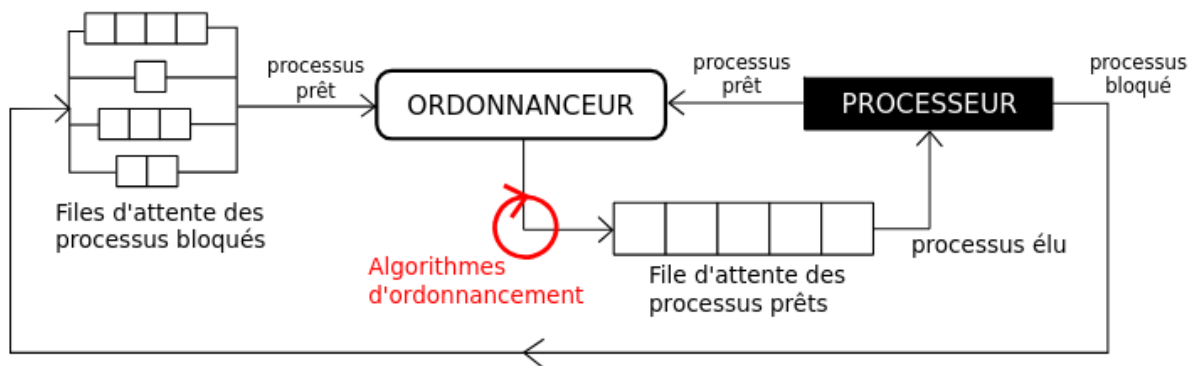 processus
prêt
ORDONNANCEUR
processus
prêt
PROCESSEUR
processus
bloqué
Files d'attente des
processus bloqués
Algorithmes
d'ordonnancement
File d'attente des
processus prêts
processus élu